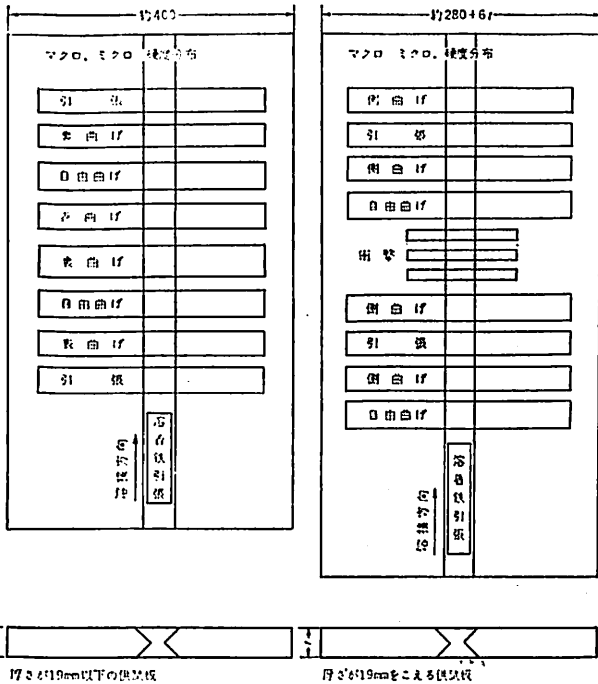 約400
マクロ，ミクロ 硬度分布
引 張
表曲げ
自由曲げ
表曲げ
自由曲げ
引 張
溶接方向
溶着鉄引張
厚さが19mm以下の供試板
約280+6t
マクロ ミクロ，硬度分布
側曲げ
引 張
側曲げ
自由曲げ
衝撃
側曲げ
引 張
側曲げ
自由曲げ
溶接方向
溶着鉄引張
t
厚さが19mmをこえる供試板